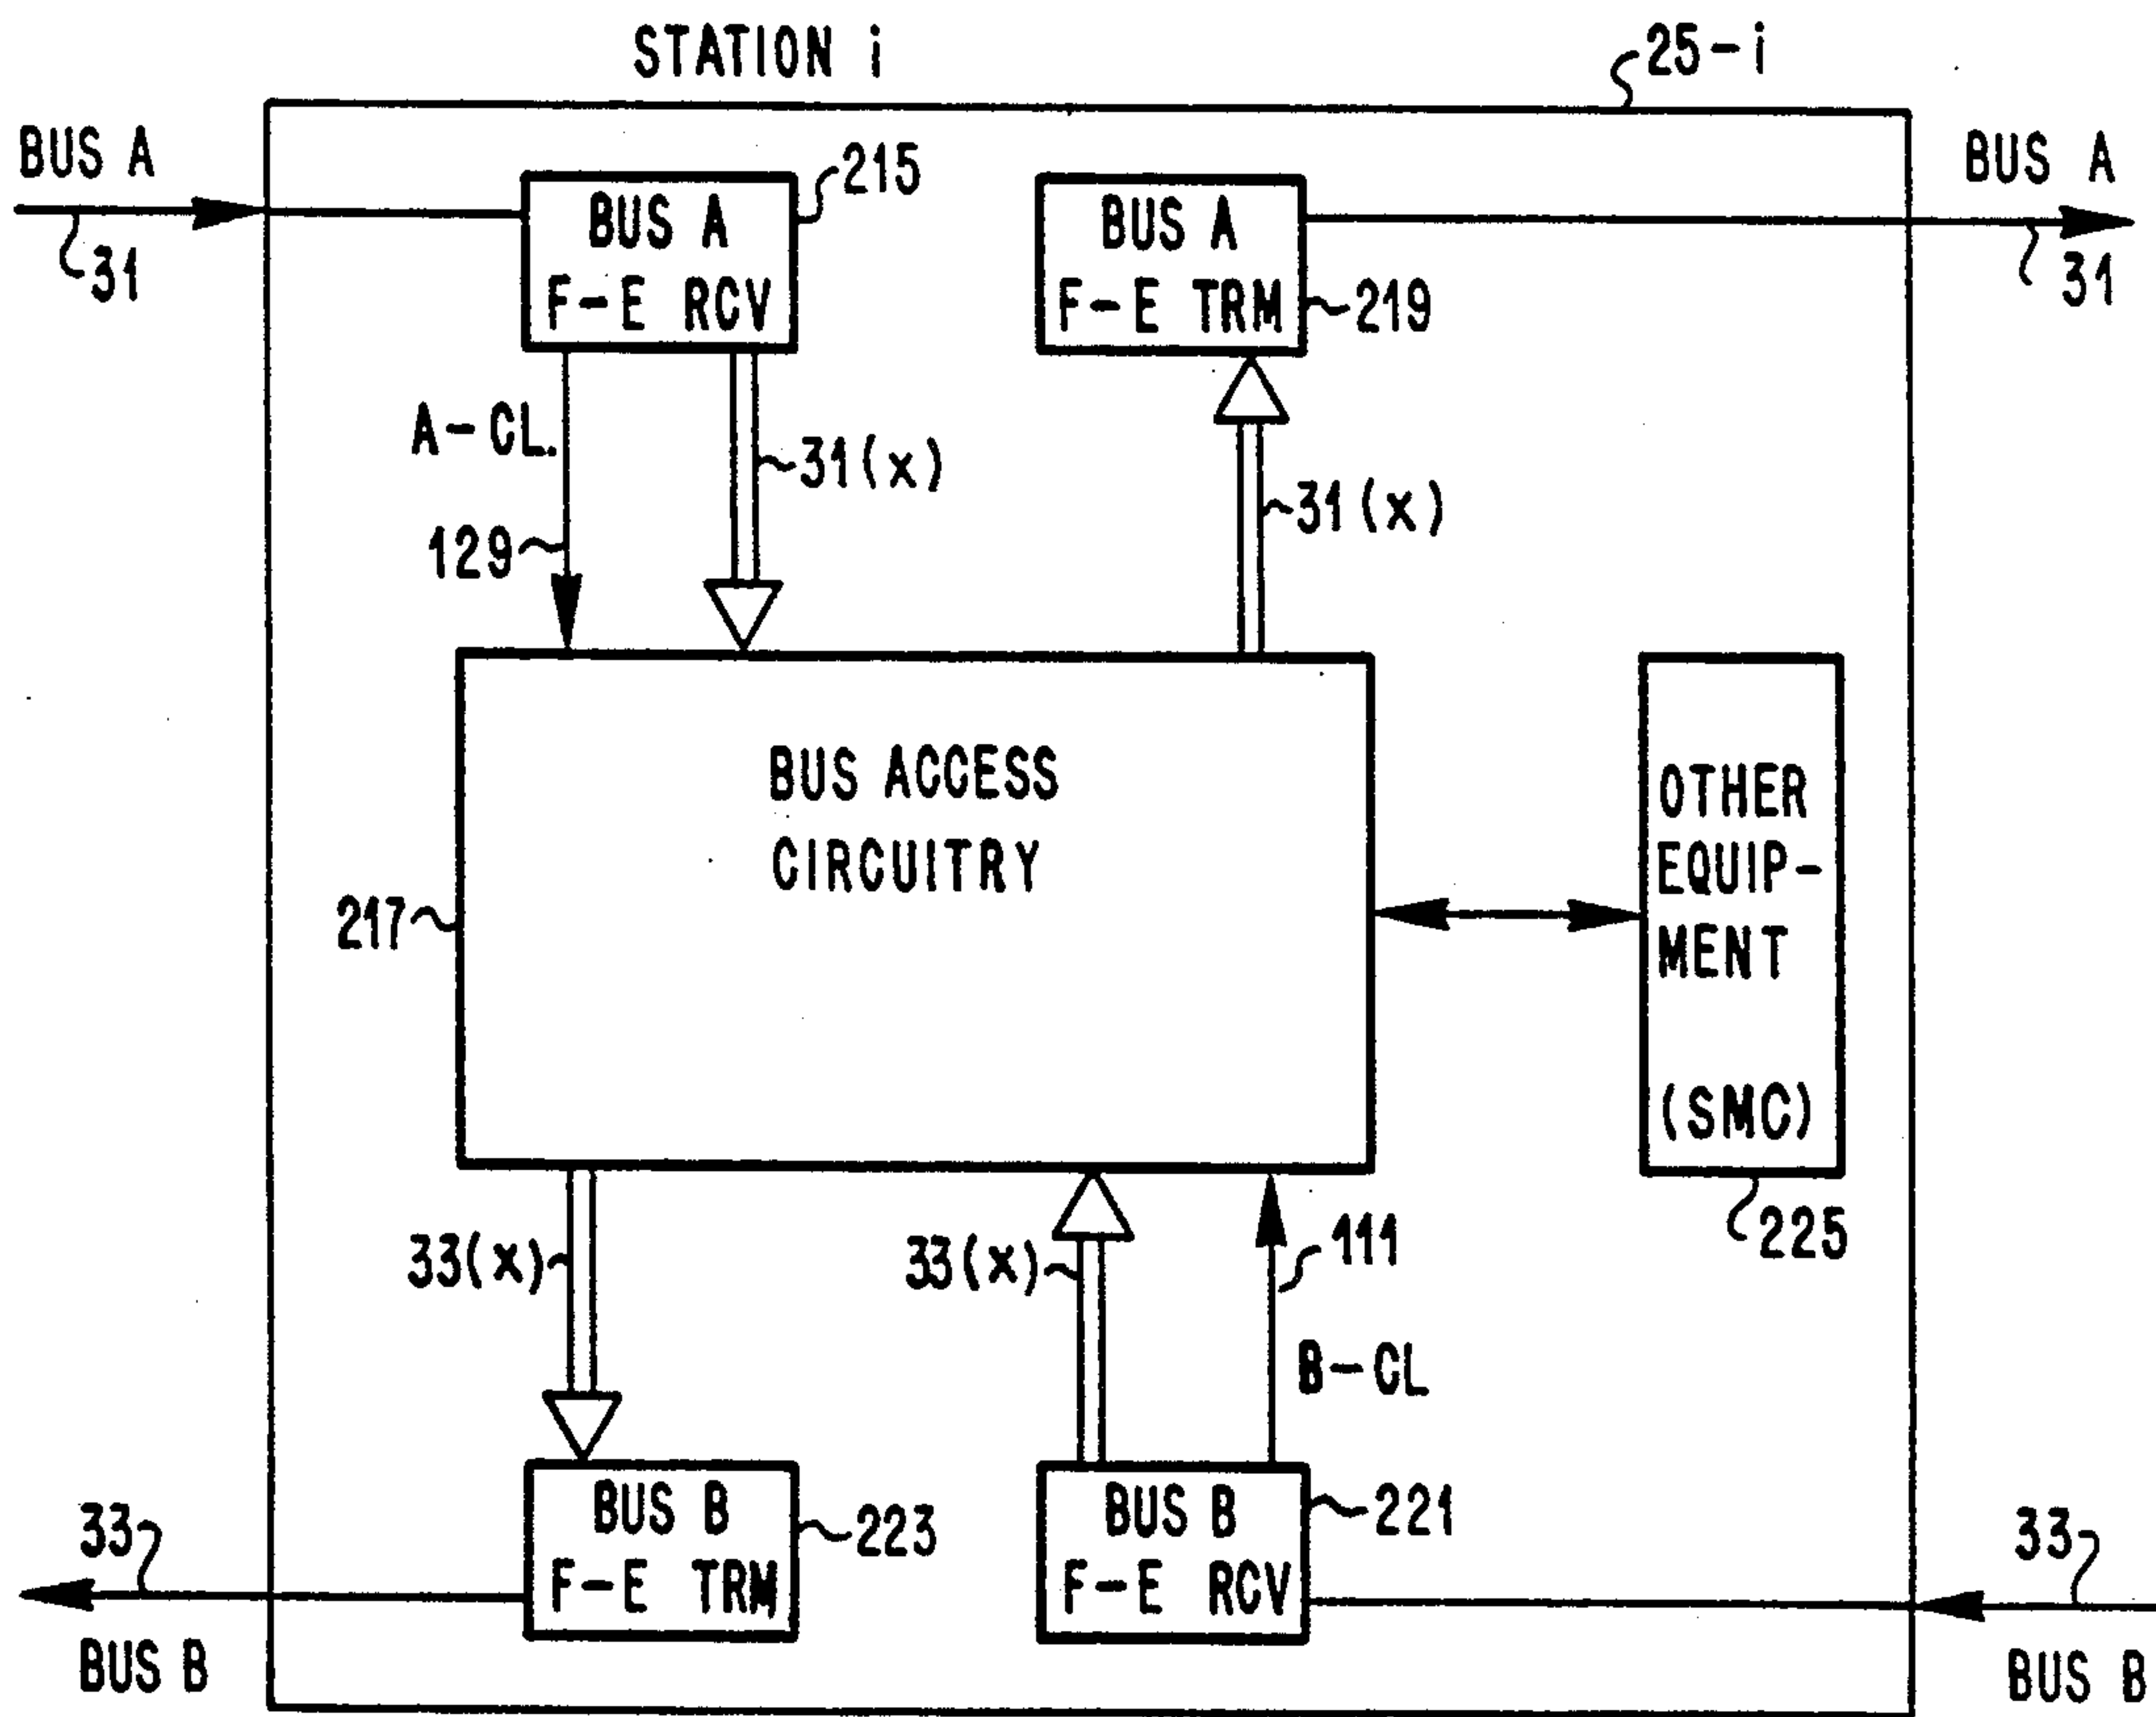 STATION i
25-i
BUS A
BUS A
31
31
BUS A
F-E RCV
215
BUS A
F-E TRM
219
A-CL.
31(x)
31(x)
129
BUS ACCESS
CIRCUITRY
217
OTHER
EQUIP-
MENT
(SMC)
225
33(x)
33(x)
111
B-CL
BUS B
F-E TRM
223
BUS B
F-E RCV
221
33
33
BUS B
BUS B